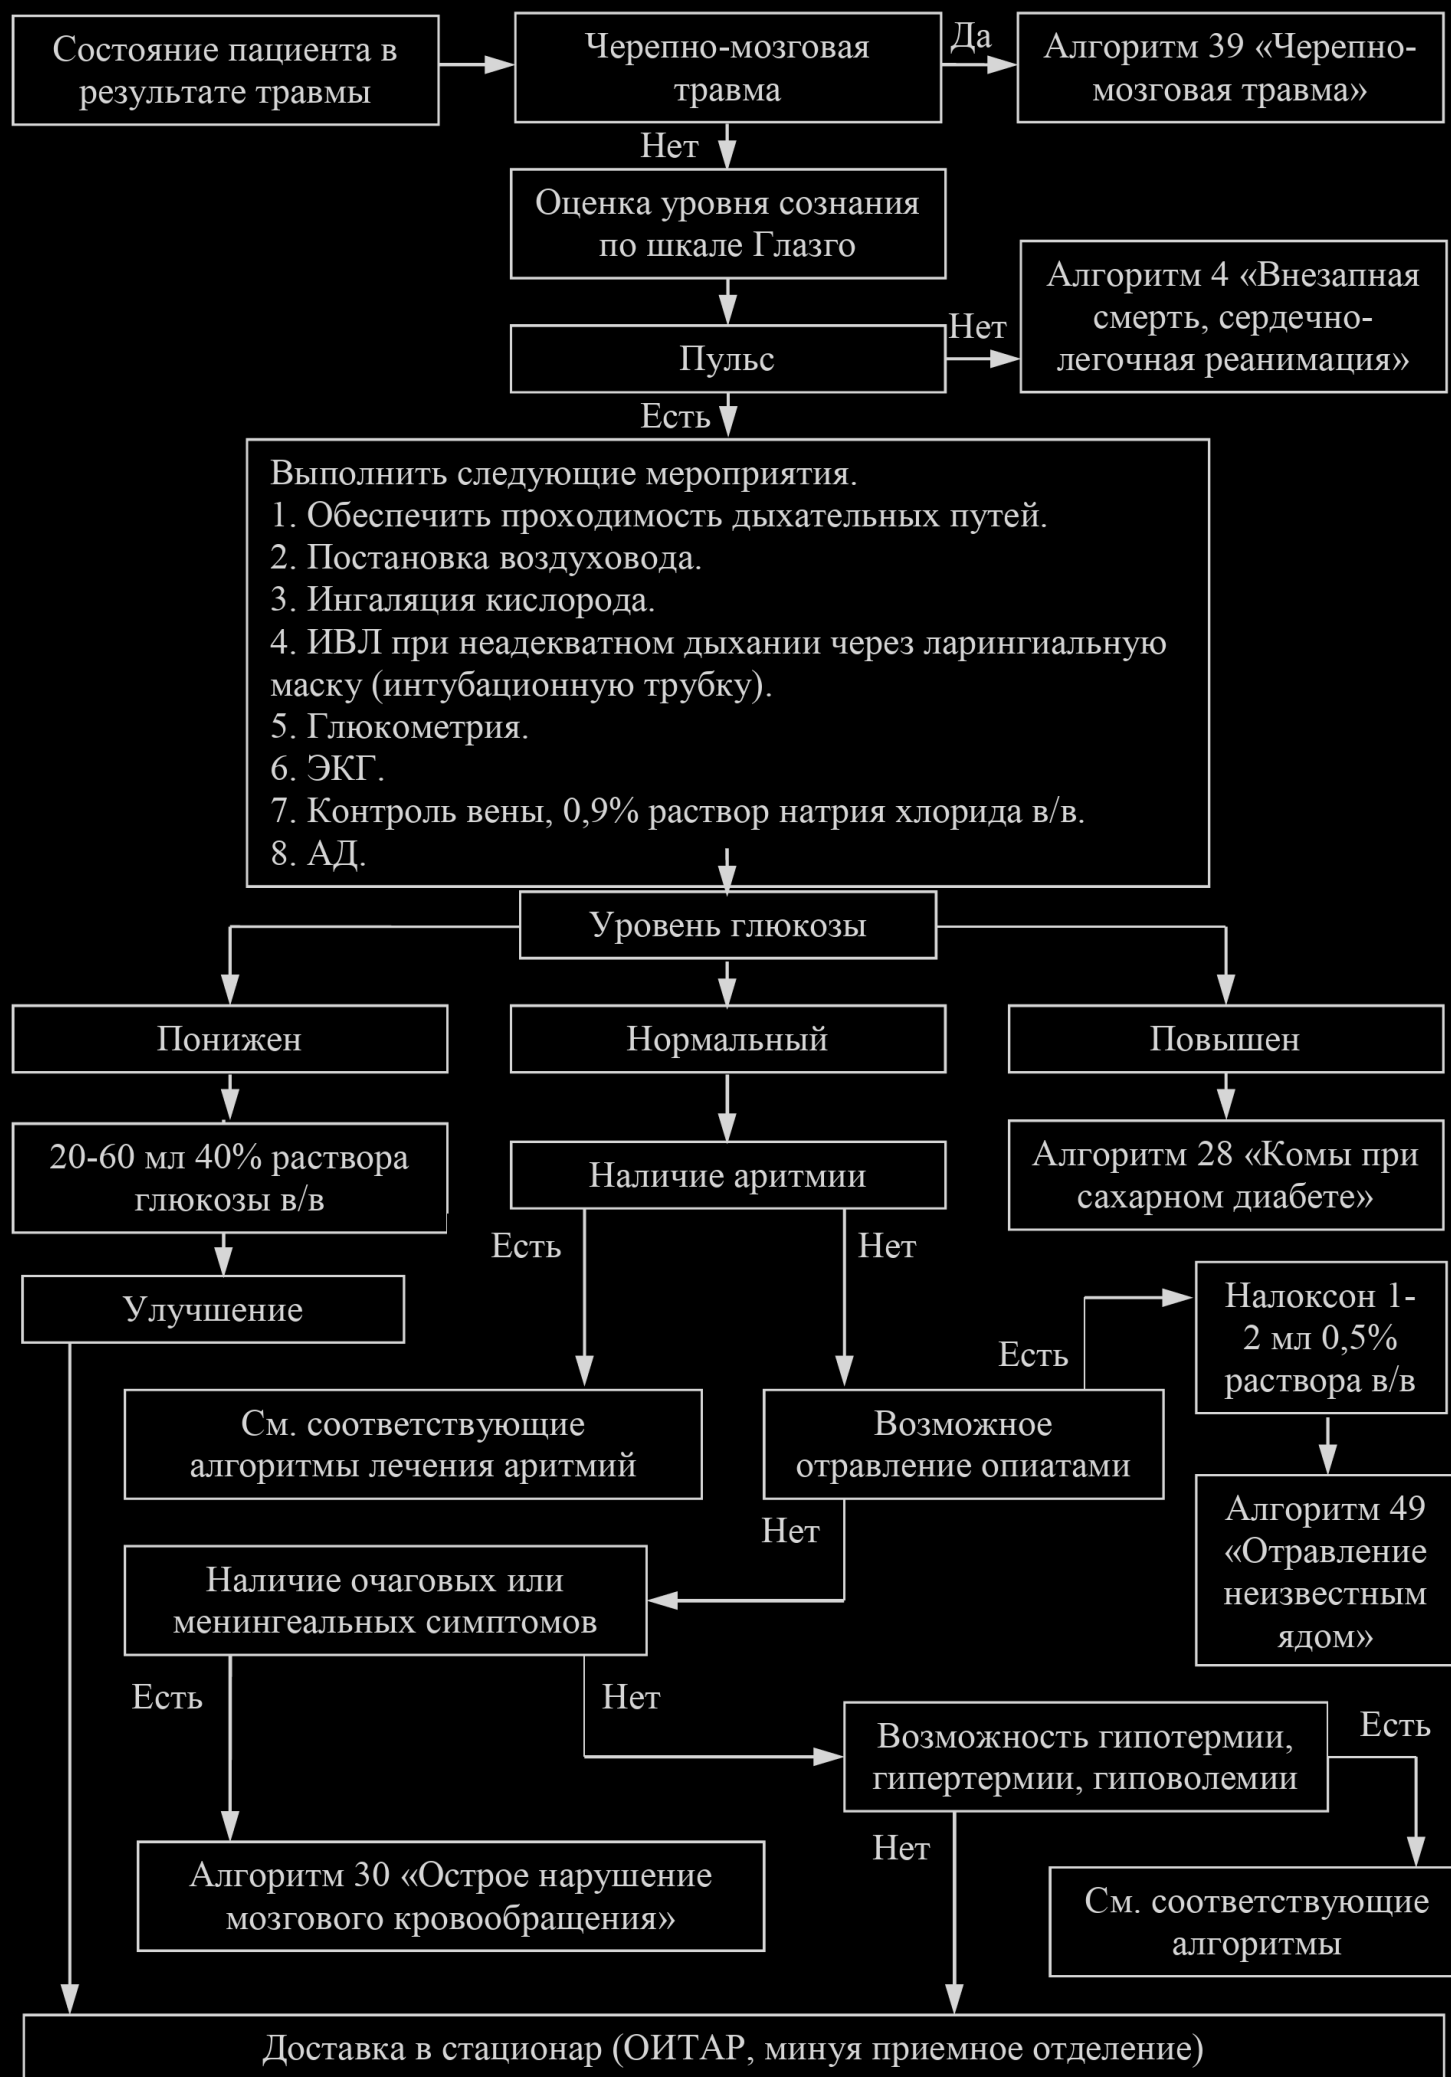 Состояние пациента в
результате травмы
Черепно-мозговая
травма
Да
Алгоритм 39 «Черепно-
мозговая травма»
Нет
Оценка уровня сознания
по шкале Глазго
Пульс
Нет
Алгоритм 4 «Внезапная
смерть, сердечно-
легочная реанимация»
Есть
Выполнить следующие мероприятия.
1. Обеспечить проходимость дыхательных путей.
2. Постановка воздуховода.
3. Ингаляция кислорода.
4. ИВЛ при неадекватном дыхании через ларингиальную
маску (интубационную трубку).
5. Глюкометрия.
6. ЭКГ.
7. Контроль вены, 0,9% раствор натрия хлорида в/в.
8. АД.
Уровень глюкозы
Понижен
Нормальный
Повышен
20-60 мл 40% раствора
глюкозы в/в
Наличие аритмии
Алгоритм 28 «Комы при
сахарном диабете»
Улучшение
Есть
Нет
См. соответствующие
алгоритмы лечения аритмий
Возможное
отравление опиатами
Есть
Налоксон 1-
2 мл 0,5%
раствора в/в
Алгоритм 49
«Отравление
неизвестным
ядом»
Нет
Наличие очаговых или
менингеальных симптомов
Есть
Нет
Алгоритм 30 «Острое нарушение
мозгового кровообращения»
Возможность гипотермии,
гипертермии, гиповолемии
Есть
См. соответствующие
алгоритмы
Нет
Доставка в стационар (ОИТАР, минуя приемное отделение)